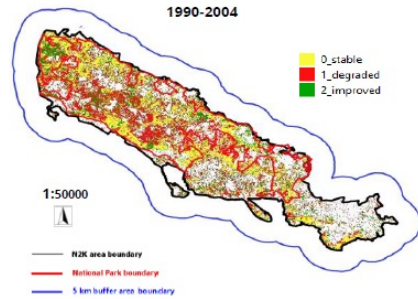 1990-2004
0_stable
1_degraded
2_improved
1:50000
N2K area boundary
National Park boundary
5 km buffer area boundary